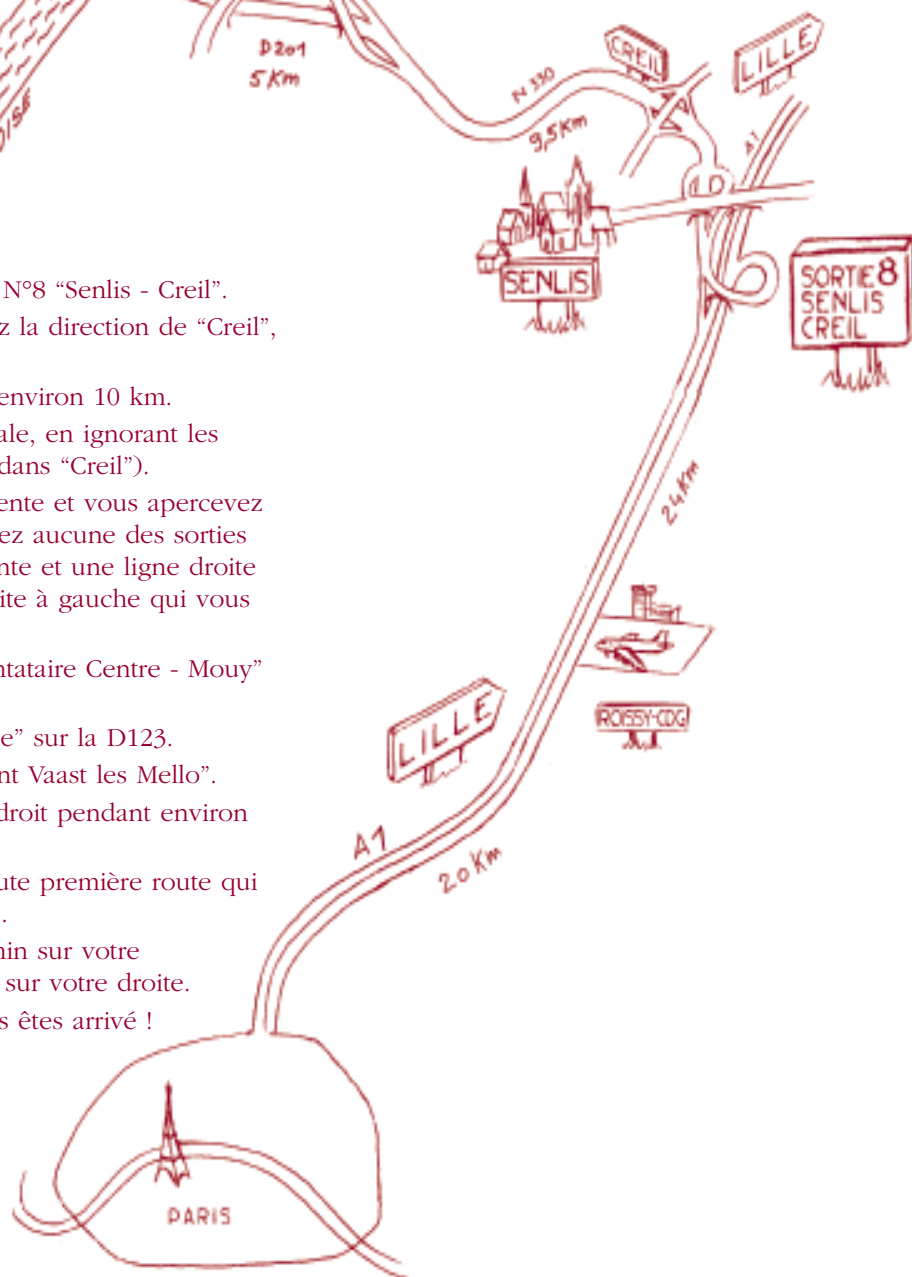 D201
5 Km
OISE
N 330
9,5Km
CREIL
LILLE
A1
SENLIS
SORTIE 8
SENLIS
CREIL
N°8 “Senlis - Creil”.
z la direction de “Creil”,
environ 10 km.
ale, en ignorant les
dans “Creil”).
ente et vous apercevez
ez aucune des sorties
nte et une ligne droite
ite à gauche qui vous
ntataire Centre - Mouy”
e” sur la D123.
nt Vaast les Mello”.
droit pendant environ
ute première route qui
.
nin sur votre
sur votre droite.
s êtes arrivé !
24Km
ROISSY-CDG
LILLE
A1
20 Km
PARIS